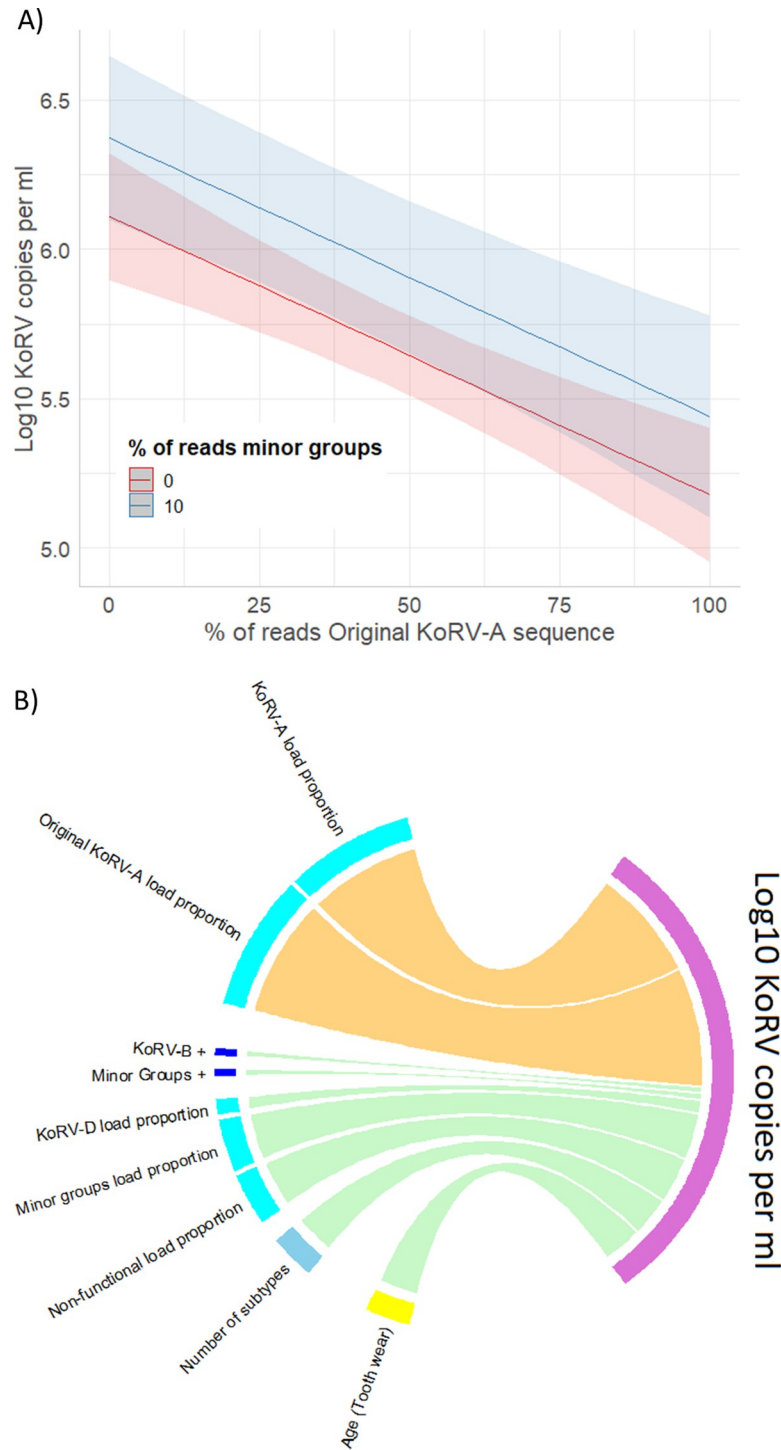 A)
Log10 KoRV copies per ml
6.5
6.0
5.5
5.0
% of reads minor groups
0
10
0
25
50
75
100
% of reads Original KoRV-A sequence
B)
KoRV-A load proportion
Original KoRV-A load proportion
KoRV-B +
Minor Groups +
KoRV-D load proportion
Minor groups load proportion
Non-functional load proportion
Number of subtypes
Age (Tooth wear)
Log10 KoRV copies per ml